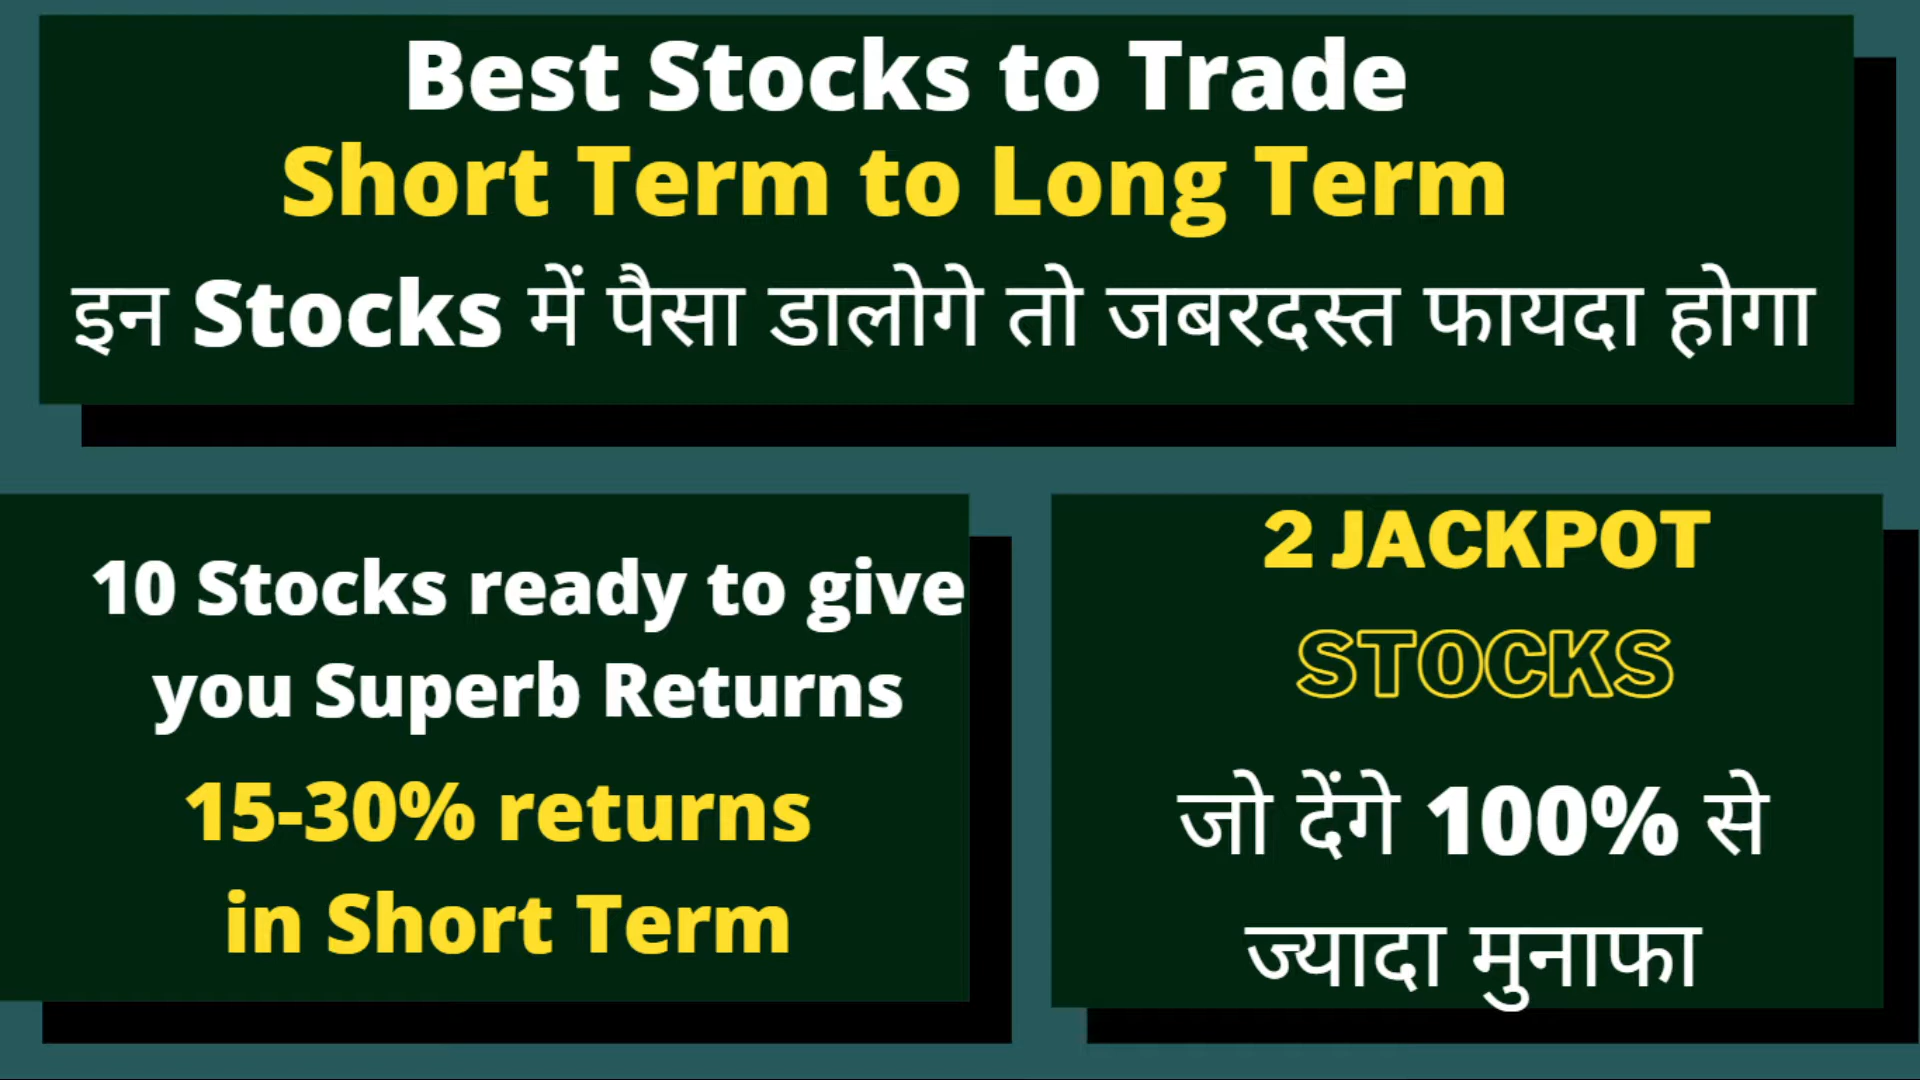 Best Stocks to Trade
Short Term to Long Term
इन Stocks में पैसा डालोगे तो जबरदस्त फायदा होगा
10 Stocks ready to give
you Superb Returns
15-30% returns
in Short Term
2 JACKPOT
STOCKS
जो देंगे 100% से
ज्यादा मुनाफा